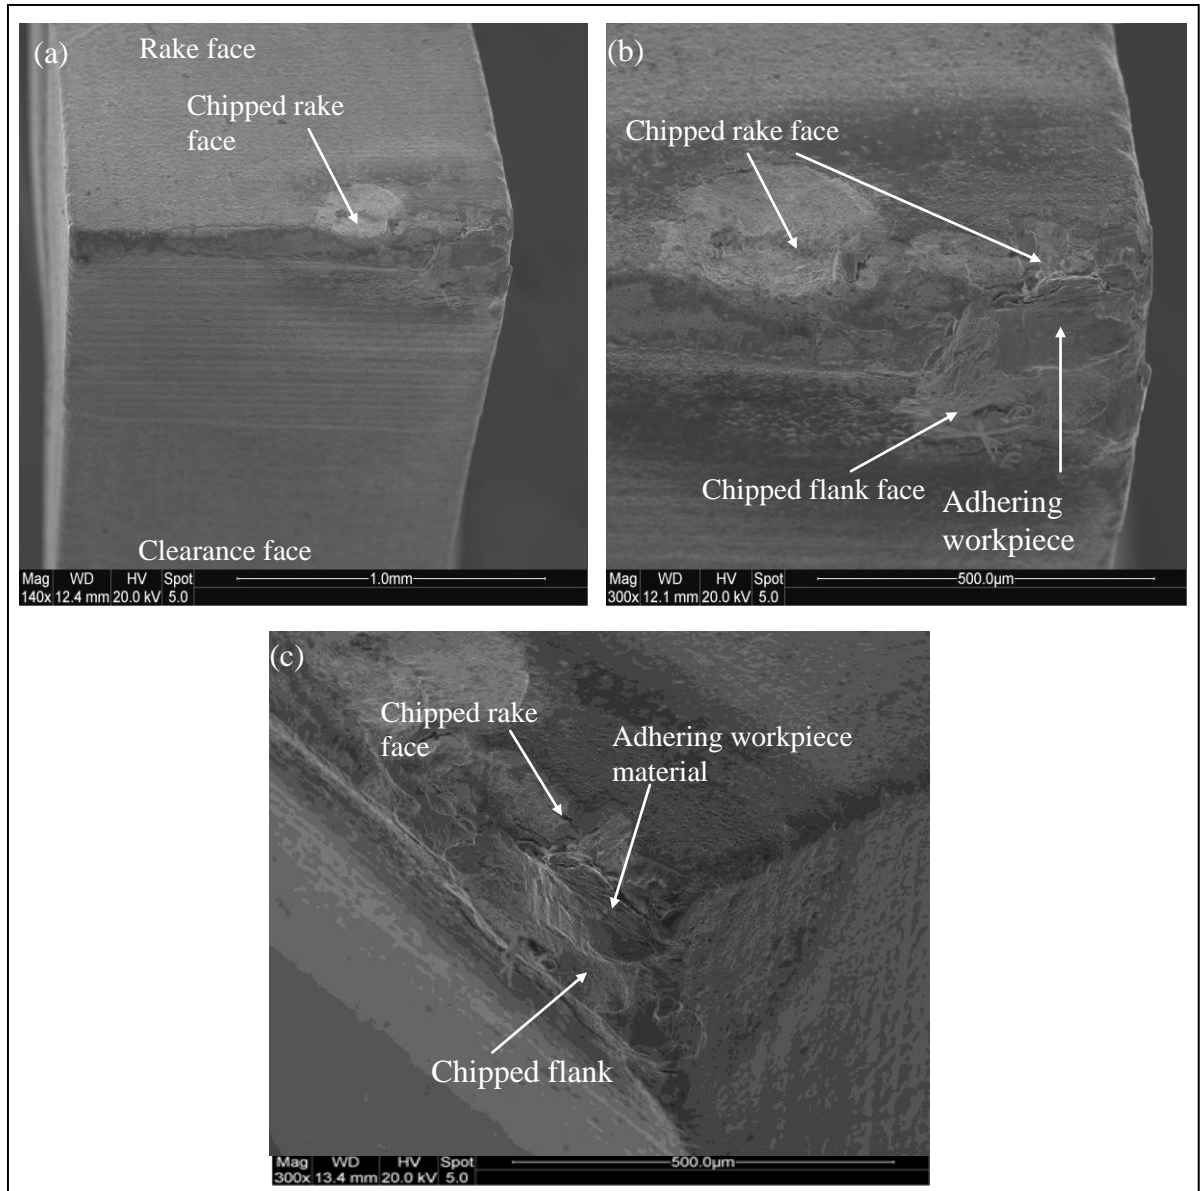 (a)
Rake face
Chipped rake
face
Clearance face
Mag WD HV Spot
140x 12.4 mm 20.0 kV 5.0
1.0mm
(b)
Chipped rake face
Chipped flank face
Adhering
workpiece
Mag WD HV Spot
300x 12.1 mm 20.0 kV 5.0
500.0µm
(c)
Chipped rake
face
Adhering workpiece
material
Chipped flank
Mag WD HV Spot
300x 13.4 mm 20.0 kV 5.0
500.0µm